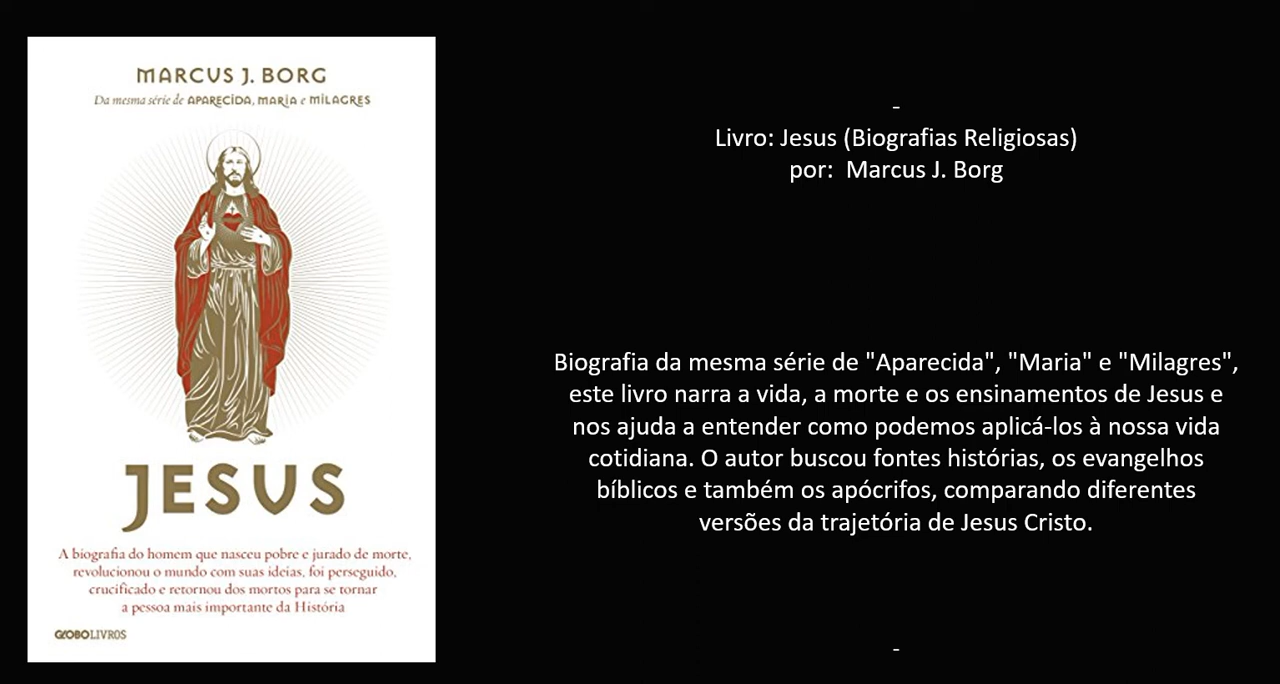 MARCUS J. BORG
Da mesma série de APARECIDA, MARIA e MILAGRES
JESUS
A biografia do homem que nasceu pobre e jurado de morte,
revolucionou o mundo com suas ideias, foi perseguido,
crucificado e retornou dos mortos para se tornar
a pessoa mais importante da História
GLOBOLIVROS
-
Livro: Jesus (Biografias Religiosas)
por:  Marcus J. Borg
Biografia da mesma série de "Aparecida", "Maria" e "Milagres",
este livro narra a vida, a morte e os ensinamentos de Jesus e
nos ajuda a entender como podemos aplicá-los à nossa vida
cotidiana. O autor buscou fontes histórias, os evangelhos
bíblicos e também os apócrifos, comparando diferentes
versões da trajetória de Jesus Cristo.
-